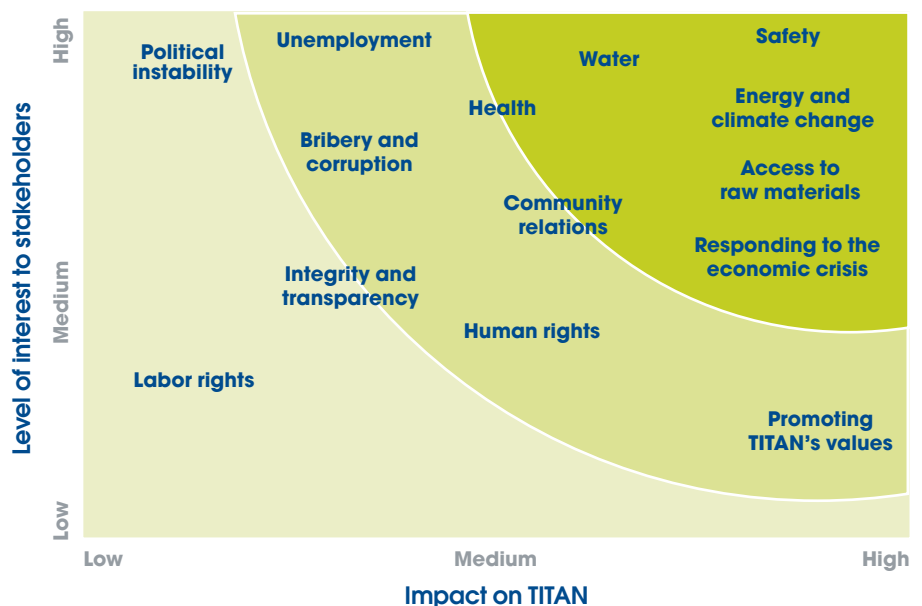 Level of interest to stakeholders
High
Medium
Low
Political
instability
Unemployment
Water
Safety
Health
Energy and
climate change
Bribery and
corruption
Access to
raw materials
Community
relations
Responding to the
economic crisis
Integrity and
transparency
Human rights
Labor rights
Promoting
TITAN's values
Low
Medium
High
Impact on TITAN